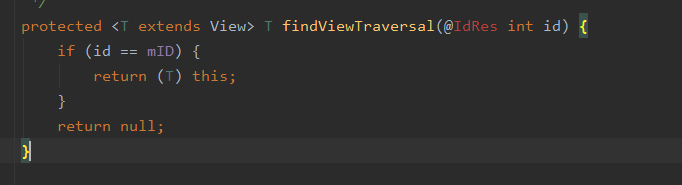 */
protected <T extends View> T findViewTraversal(@IdRes int id) {
if (id == mID) {
return (T) this;
}
return null;
}